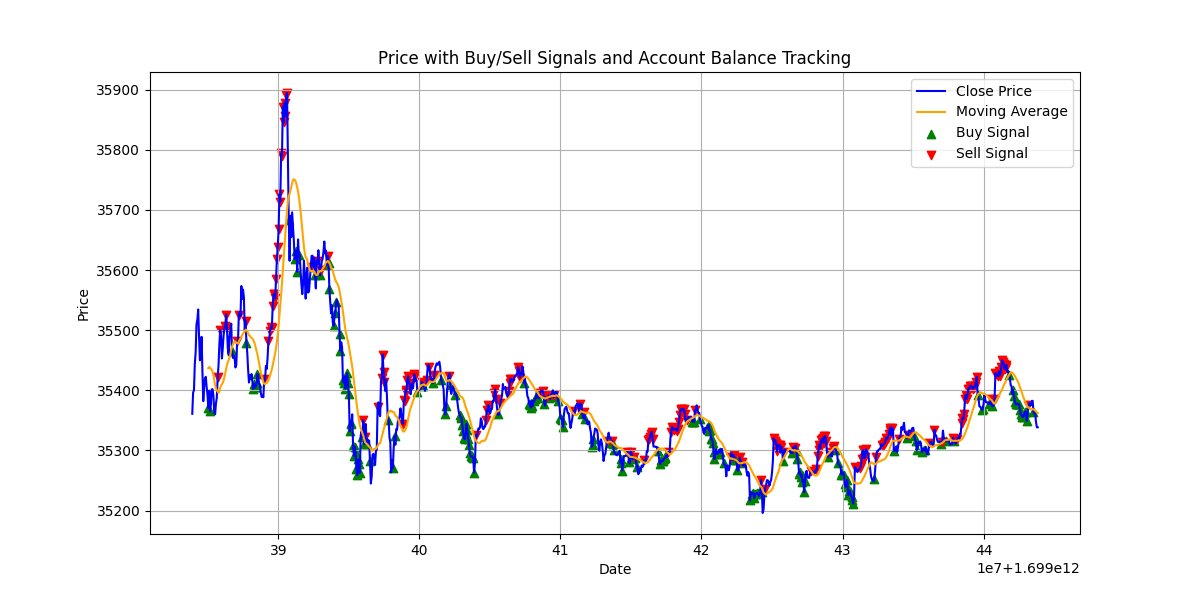 Price with Buy/Sell Signals and Account Balance Tracking
35900
35800
35700
35600
35500
35400
35300
35200
Price
Close Price
Moving Average
Buy Signal
Sell Signal
39 40 41 42 43 44
Date
1e7+1.699e12